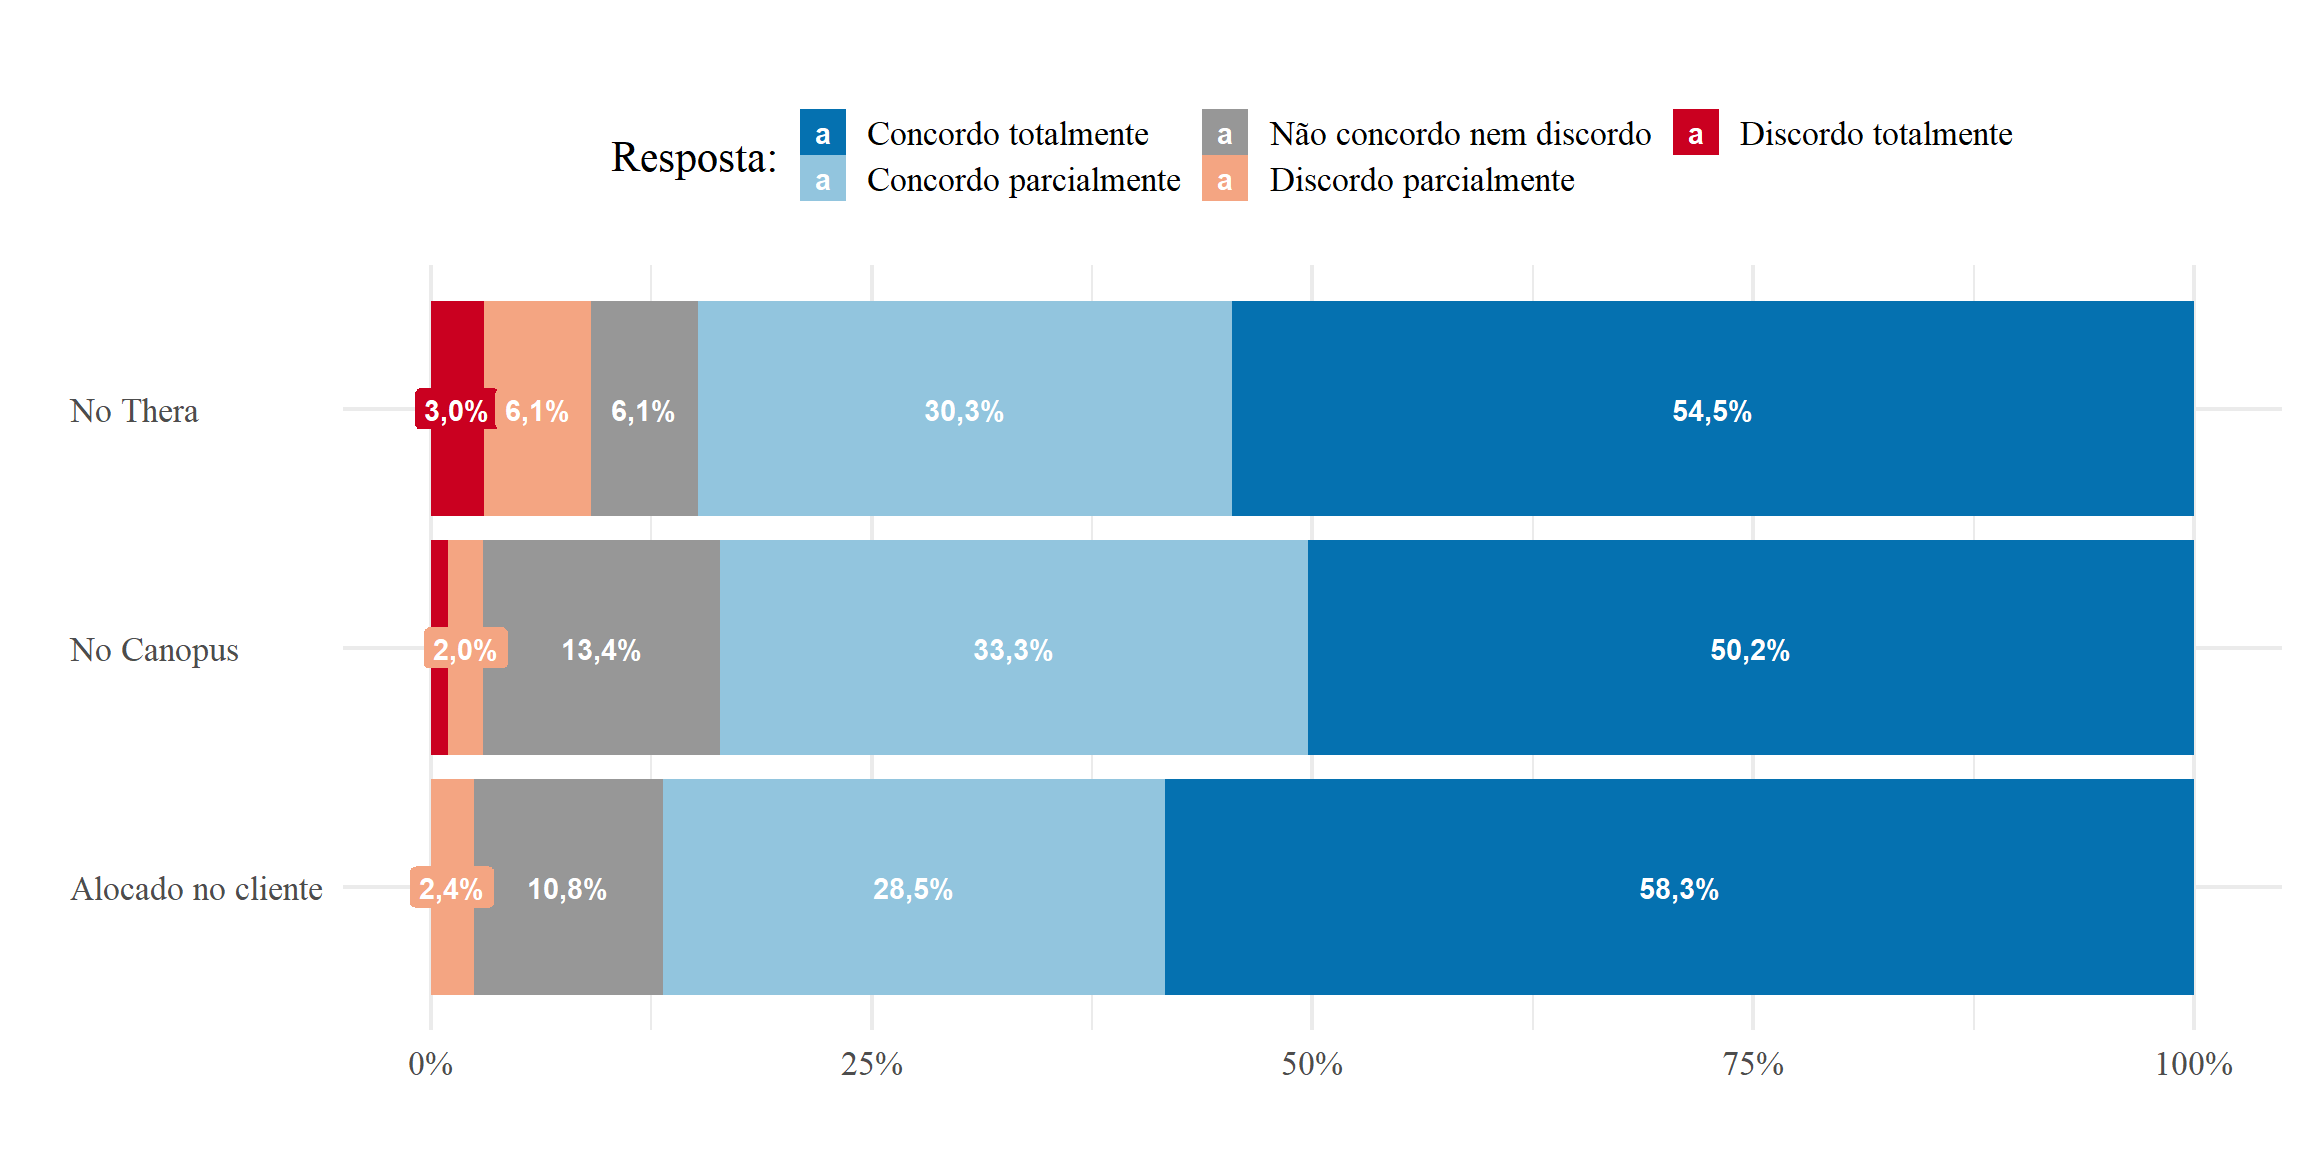 Resposta:
a Concordo totalmente a Não concordo nem discordo a Discordo totalmente
a Concordo parcialmente a Discordo parcialmente
No Thera 3,0% 6,1% 6,1% 30,3% 54,5%
No Canopus 2,0% 13,4% 33,3% 50,2%
Alocado no cliente 2,4% 10,8% 28,5% 58,3%
0% 25% 50% 75% 100%